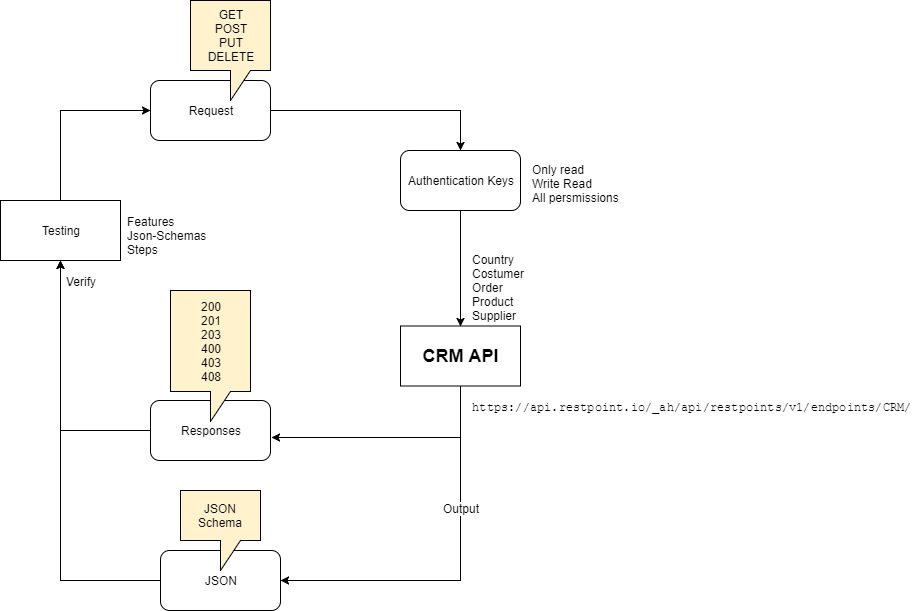 GET
POST
PUT
DELETE
Request
Authentication Keys
Only read
Write Read
All persmissions
Testing
Features
Json-Schemas
Steps
Verify
Country
Costumer
Order
Product
Supplier
200
201
203
400
403
408
CRM API
https://api.restpoint.io/_ah/api/restpoints/v1/endpoints/CRM/
Responses
JSON
Schema
Output
JSON